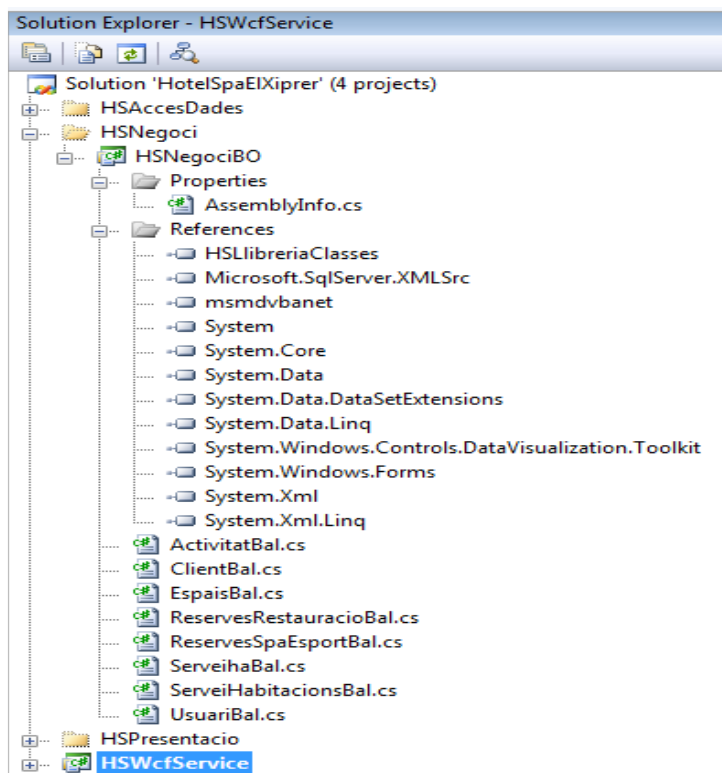 Solution Explorer - HSWcfService
Solution 'HotelSpaElXiprer' (4 projects)
HSAccesDades
HSNegoci
HSNegociBO
Properties
AssemblyInfo.cs
References
HSLlibreriaClasses
Microsoft.SqlServer.XMLSrc
msmdvbanet
System
System.Core
System.Data
System.Data.DataSetExtensions
System.Data.Linq
System.Windows.Controls.DataVisualization.Toolkit
System.Windows.Forms
System.Xml
System.Xml.Linq
ActivitatBal.cs
ClientBal.cs
EspaisBal.cs
ReservesRestauracioBal.cs
ReservesSpaEsportBal.cs
ServeihaBal.cs
ServeiHabitacionsBal.cs
UsuariBal.cs
HSPresentacio
HSWcfService